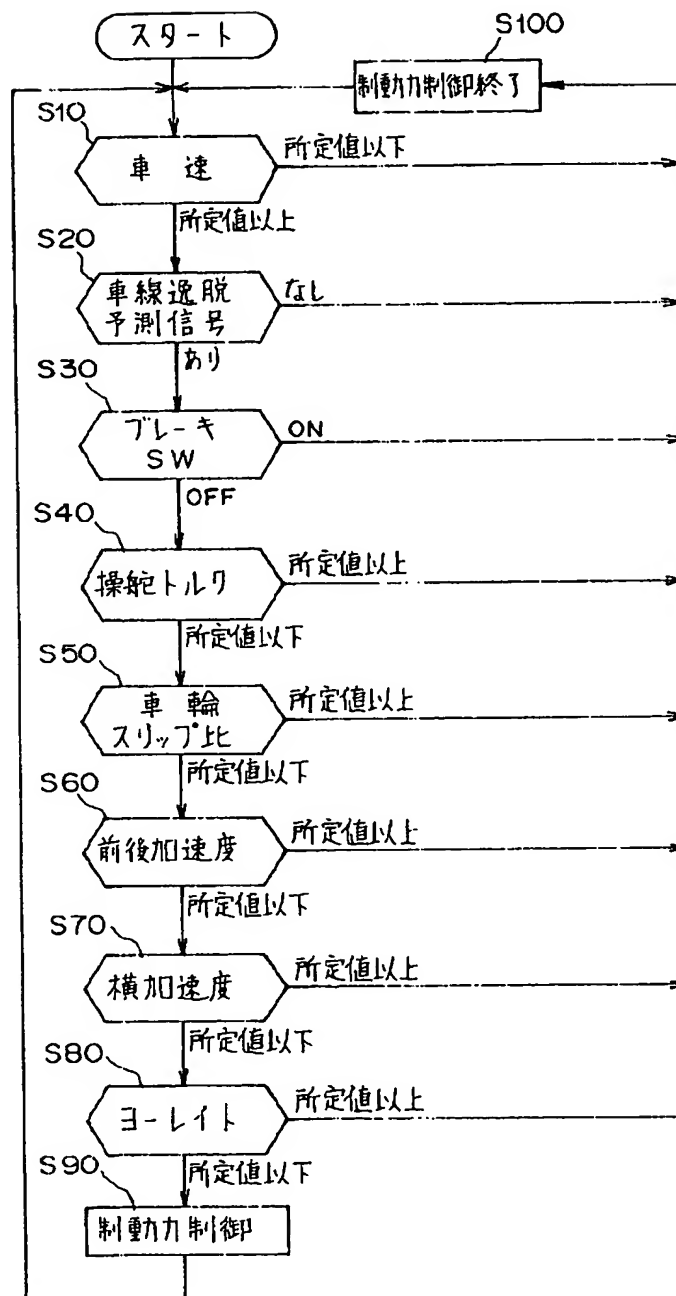 スタート
S100
制動力制御終了
S10
車速
所定値以下
所定値以上
S20
車線逸脱
予測信号
なし
あり
S30
ブレーキ
SW
ON
OFF
S40
操舵トルク
所定値以上
所定値以下
S50
車輪
スリップ比
所定値以上
所定値以下
S60
前後加速度
所定値以上
所定値以下
S70
横加速度
所定値以上
所定値以下
S80
ヨーレイト
所定値以上
所定値以下
S90
制動力制御